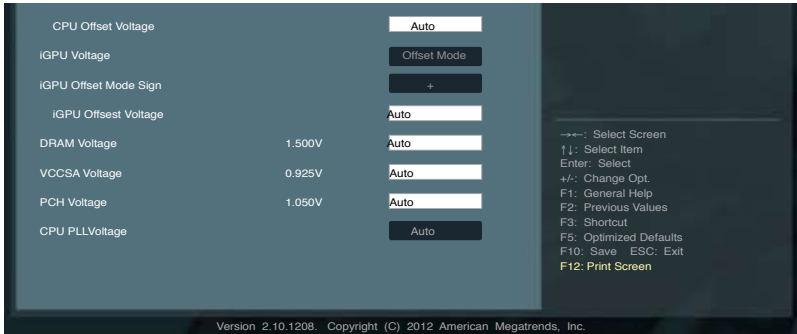 CPU Offset Voltage Auto
iGPU Voltage Offset Mode
iGPU Offset Mode Sign +
iGPU Offsest Voltage Auto
DRAM Voltage 1.500V Auto
VCCSA Voltage 0.925V Auto
PCH Voltage 1.050V Auto
CPU PLLVoltage Auto
→←: Select Screen
↑↓: Select Item
Enter: Select
+/-: Change Opt.
F1: General Help
F2: Previous Values
F3: Shortcut
F5: Optimized Defaults
F10: Save ESC: Exit
F12: Print Screen
Version 2.10.1208. Copyright (C) 2012 American Megatrends, Inc.